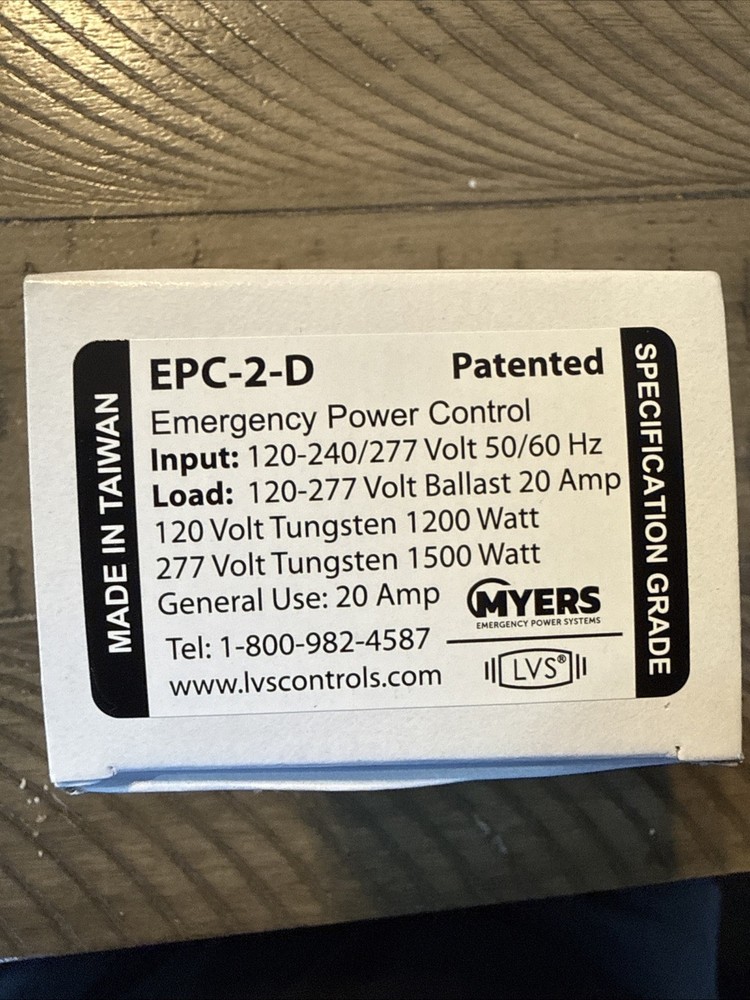 MADE IN TAIWAN
EPC-2-D
Patented
Emergency Power Control
Input: 120-240/277 Volt 50/60 Hz
Load: 120-277 Volt Ballast 20 Amp
120 Volt Tungsten 1200 Watt
277 Volt Tungsten 1500 Watt
General Use: 20 Amp
MYERS
EMERGENCY POWER SYSTEMS
Tel: 1-800-982-4587
www.lvscontrols.com
LVS®
SPECIFICATION GRADE